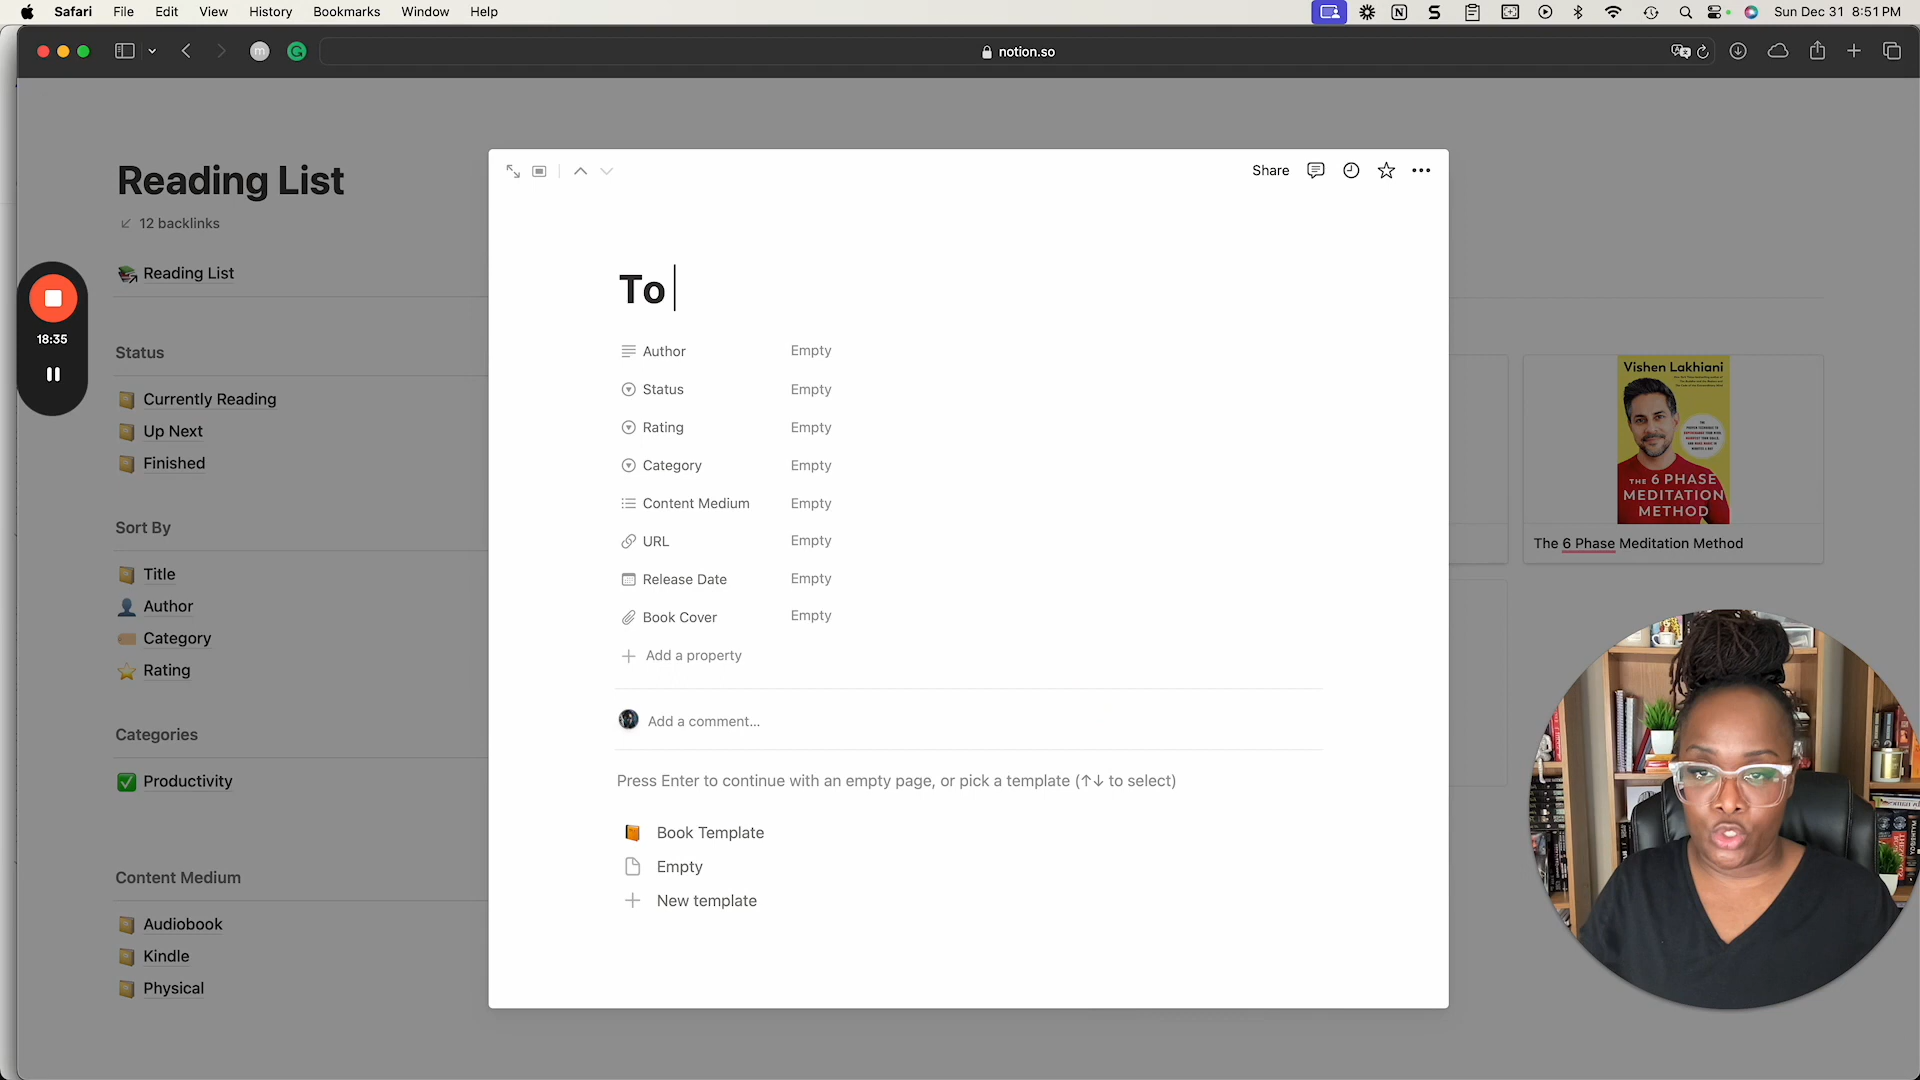 Safari File Edit View History Bookmarks Window Help
Sun Dec 31 8:51 PM
m
notion.so
Reading List
12 backlinks
Reading List
18:35
Status
Currently Reading
Up Next
Finished
Sort By
Title
Author
Category
Rating
Categories
Productivity
Content Medium
Audiobook
Kindle
Physical
Share
To
Author Empty
Status Empty
Rating Empty
Category Empty
Content Medium Empty
URL Empty
Release Date Empty
Book Cover Empty
Add a property
Add a comment...
Press Enter to continue with an empty page, or pick a template (↑↓ to select)
Book Template
Empty
New template
Vishen Lakhiani
THE 6 PHASE
MEDITATION
METHOD
The 6 Phase Meditation Method